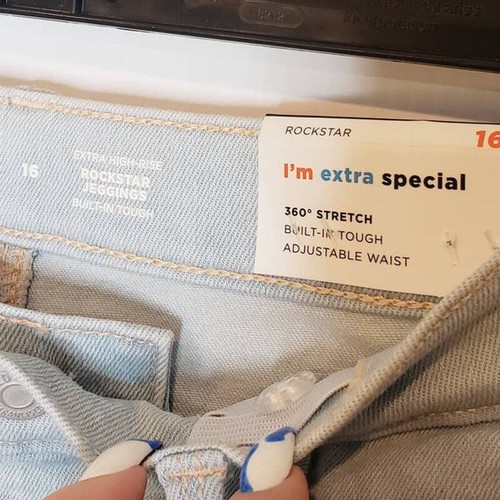 16
EXTRA HIGH-RISE
ROCKSTAR
JEGGINGS
BUILT-IN TOUGH
ROCKSTAR
16
I'm extra special
360° STRETCH
BUILT-IN TOUGH
ADJUSTABLE WAIST